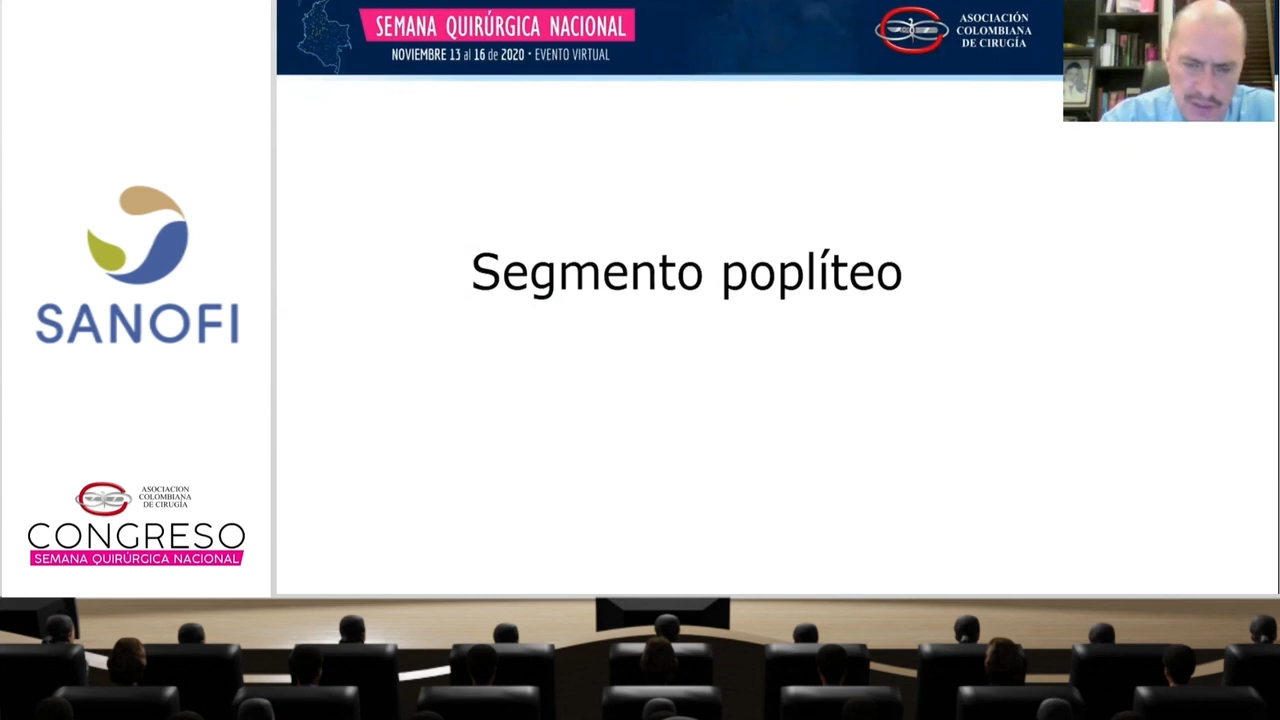 SEMANA QUIRÚRGICA NACIONAL
NOVIEMBRE 13 al 16 de 2020 · EVENTO VIRTUAL
ASOCIACIÓN
COLOMBIANA
DE CIRUGÍA
Segmento poplíteo
SANOFI
ASOCIACION
COLOMBIANA
DE CIRUGÍA
CONGRESO
SEMANA QUIRÚRGICA NACIONAL